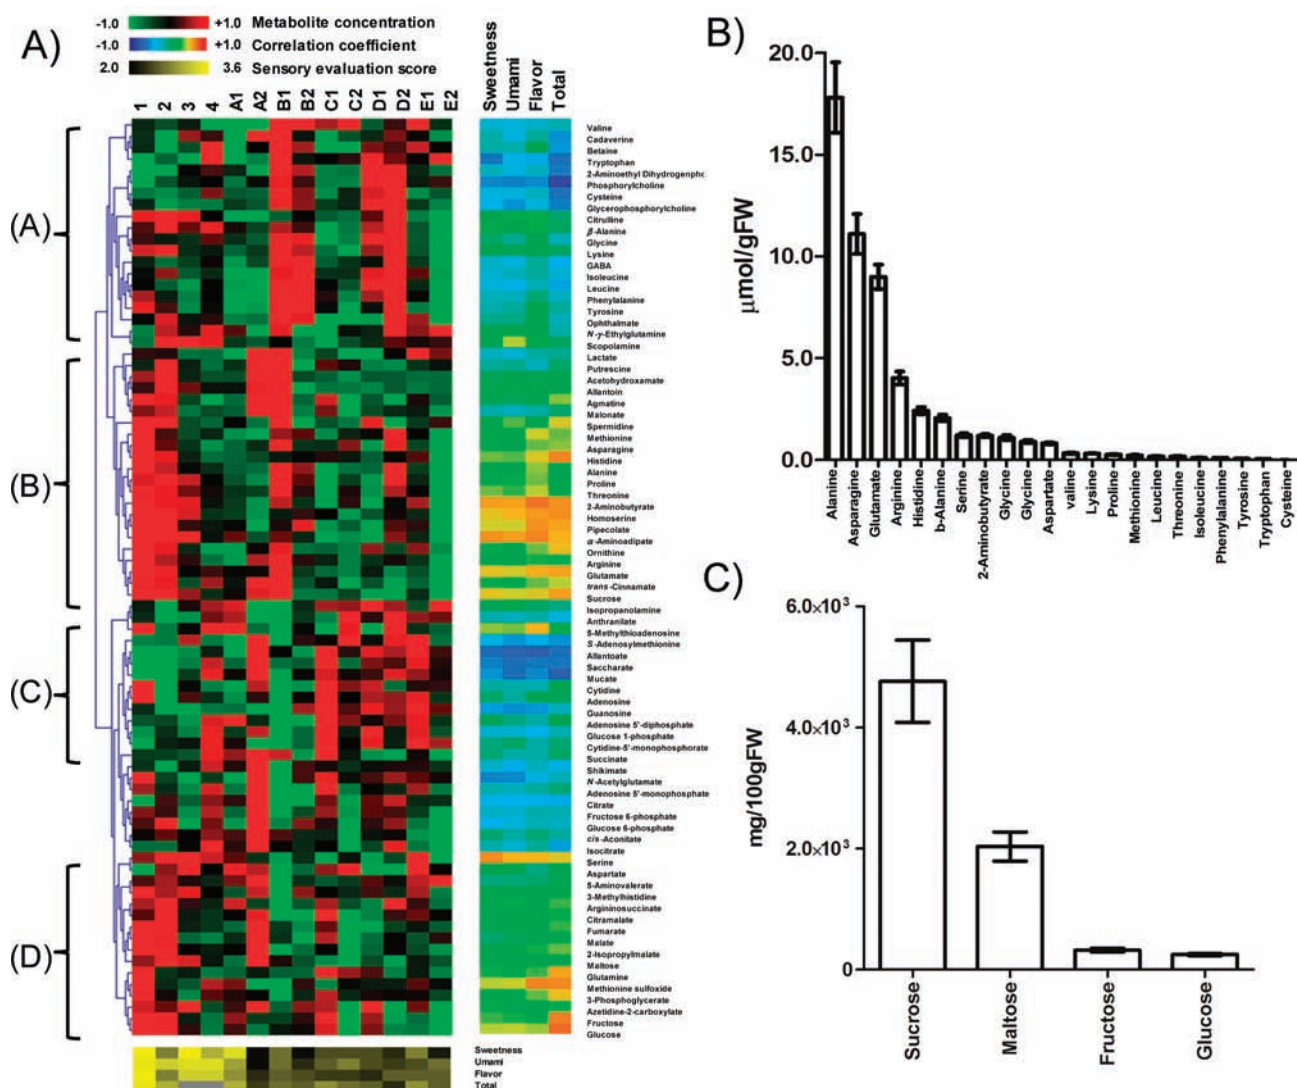 A)
-1.0 +1.0 Metabolite concentration
-1.0 +1.0 Correlation coefficient
2.0 3.6 Sensory evaluation score
1 2 3 4 A1 A2 B1 B2 C1 C2 D1 D2 E1 E2
Sweetness Umami Flavor Total
(A)
(B)
(C)
(D)
Valine
Cadaverine
Betaine
Tryptophan
2-Aminoethyl Dihydrogenphc
Phosphorylcholine
Cysteine
Glycerophosphorylcholine
Citrulline
β-Alanine
Glycine
Lysine
GABA
Isoleucine
Leucine
Phenylalanine
Tyrosine
Ophthalmate
N-γ-Ethylglutamine
Scopolamine
Lactate
Putrescine
Acetohydroxamate
Allantoin
Agmatine
Malonate
Spermidine
Methionine
Asparagine
Histidine
Alanine
Proline
Threonine
2-Aminobutyrate
Homoserine
Pipecolate
α-Aminoadipate
Ornithine
Arginine
Glutamate
trans-Cinnamate
Sucrose
Isopropanolamine
Anthranilate
5-Methylthioadenosine
S-Adenosylmethionine
Allantoate
Saccharate
Mucate
Cytidine
Adenosine
Guanosine
Adenosine 5'-diphosphate
Glucose 1-phosphate
Cytidine-5'-monophosphorate
Succinate
Shikimate
N-Acetylglutamate
Adenosine 5'-monophosphate
Citrate
Fructose 6-phosphate
Glucose 6-phosphate
cis-Aconitate
Isocitrate
Serine
Aspartate
5-Aminovalerate
3-Methylhistidine
Argininosuccinate
Citramalate
Fumarate
Malate
2-Isopropylmalate
Maltose
Glutamine
Methionine sulfoxide
3-Phosphoglycerate
Azetidine-2-carboxylate
Fructose
Glucose
Sweetness
Umami
Flavor
Total
B)
μmol/gFW
20.0
15.0
10.0
5.0
0.0
Alanine
Asparagine
Glutamate
Arginine
Histidine
b-Alanine
Serine
2-Aminobutyrate
Glycine
Glycine
Aspartate
valine
Lysine
Proline
Methionine
Leucine
Threonine
Isoleucine
Phenylalanine
Tyrosine
Tryptophan
Cysteine
C)
mg/100gFW
6.0×10³
4.0×10³
2.0×10³
0
Sucrose
Maltose
Fructose
Glucose